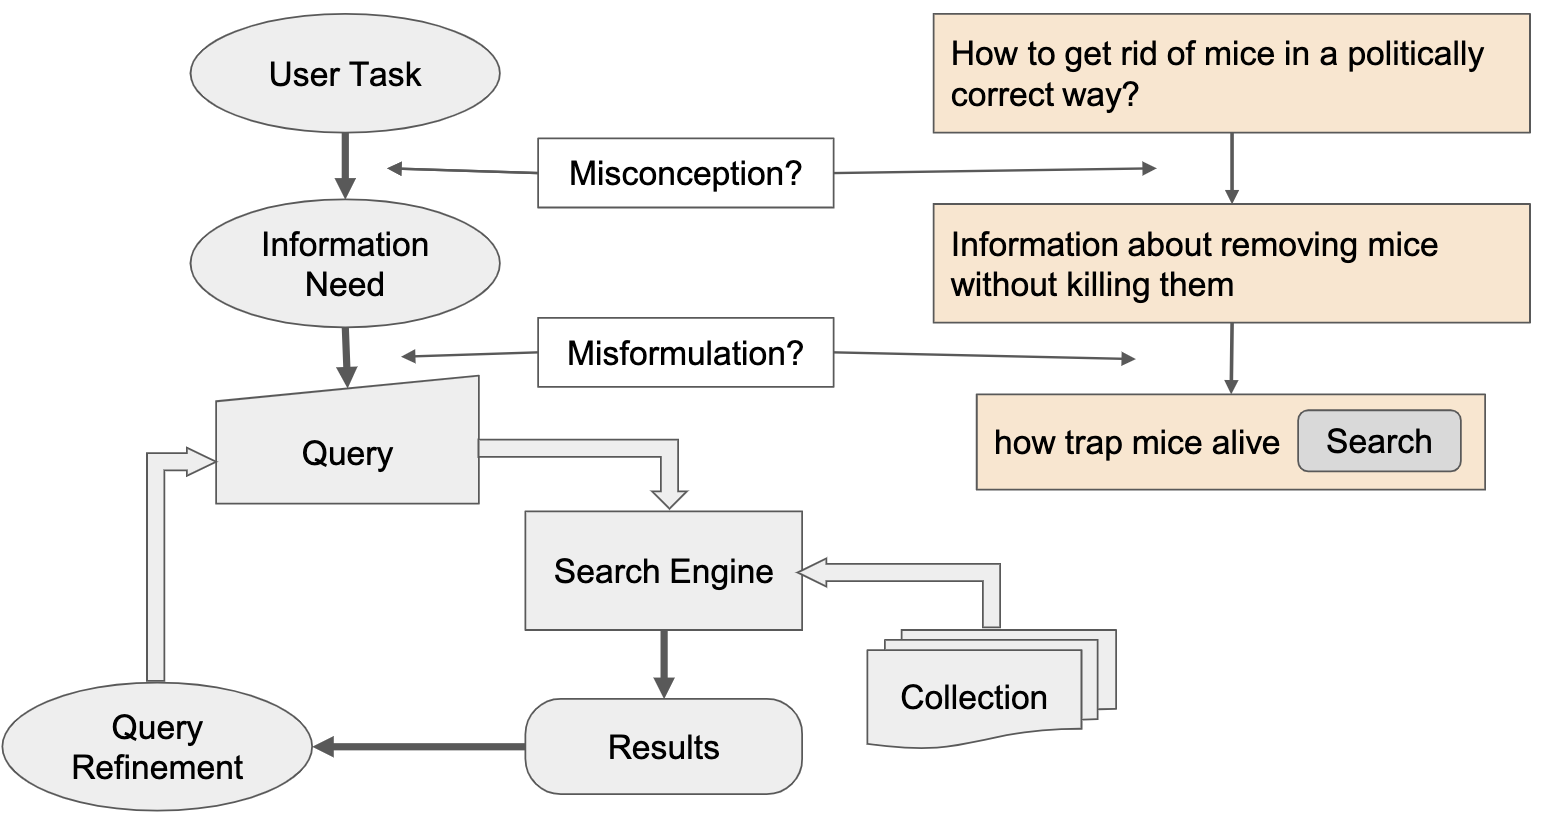 User Task
How to get rid of mice in a politically
correct way?
Misconception?
Information
Need
Information about removing mice
without killing them
Misformulation?
Query
how trap mice alive
Search
Search Engine
Collection
Query
Refinement
Results